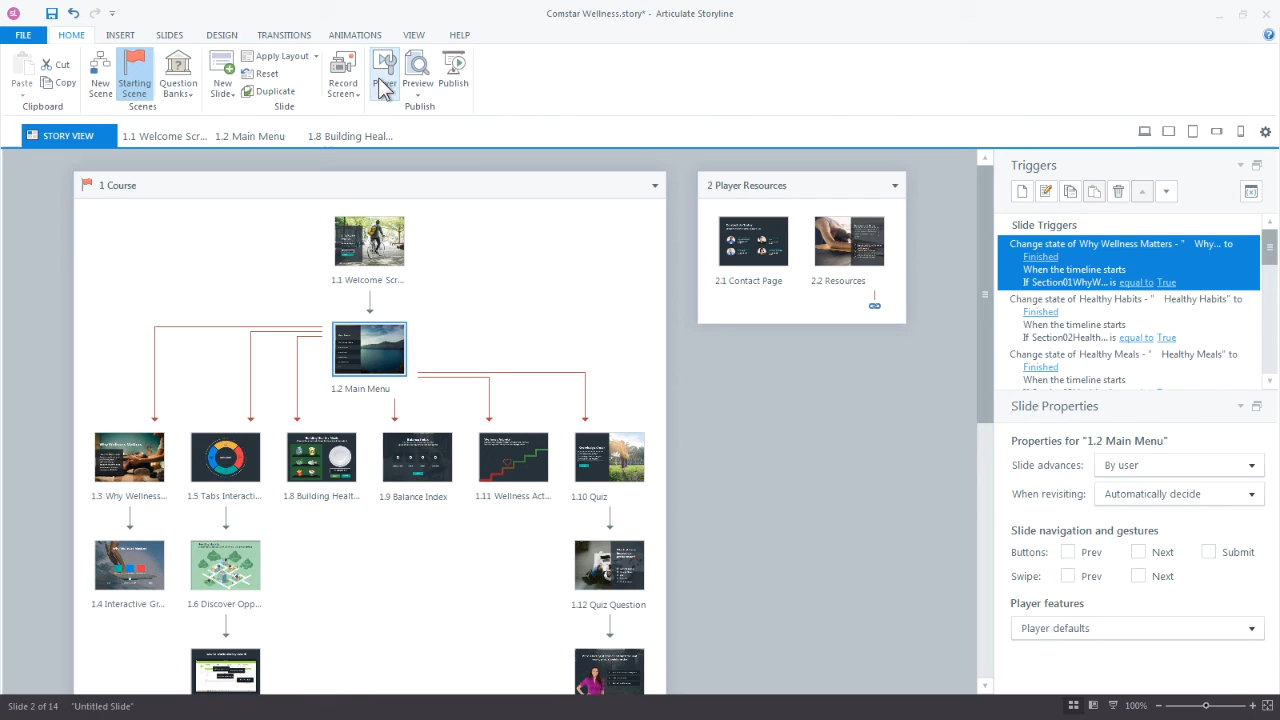 Comstar Wellness.story* - Articulate Storyline
FILE HOME INSERT SLIDES DESIGN TRANSITIONS ANIMATIONS VIEW HELP
Paste
Cut
Copy
Clipboard
New Scene
Starting Scene
Question Banks
Scenes
New Slide
Apply Layout
Reset
Duplicate
Slide
Record Screen
Player
Preview
Publish
Publish
STORY VIEW 1.1 Welcome Scr... 1.2 Main Menu 1.8 Building Heal...
1 Course
1.1 Welcome Scr...
1.2 Main Menu
1.3 Why Wellness... 1.5 Tabs Interacti... 1.8 Building Healt... 1.9 Balance Index 1.11 Wellness Act... 1.10 Quiz
1.4 Interactive Gr... 1.6 Discover Opp... 1.12 Quiz Question
2 Player Resources
2.1 Contact Page 2.2 Resources
Triggers
Slide Triggers
Change state of Why Wellness Matters - " Why... to
Finished
When the timeline starts
If Section01WhyW... is equal to True
Change state of Healthy Habits - " Healthy Habits" to
Finished
When the timeline starts
If Section02Health... is equal to True
Change state of Healthy Meals - " Healthy Meals" to
Finished
When the timeline starts
Slide Properties
Properties for "1.2 Main Menu"
Slide advances: By user
When revisiting: Automatically decide
Slide navigation and gestures
Buttons: Prev Next Submit
Swipe: Prev Next
Player features
Player defaults
Slide 2 of 14 "Untitled Slide" 100%